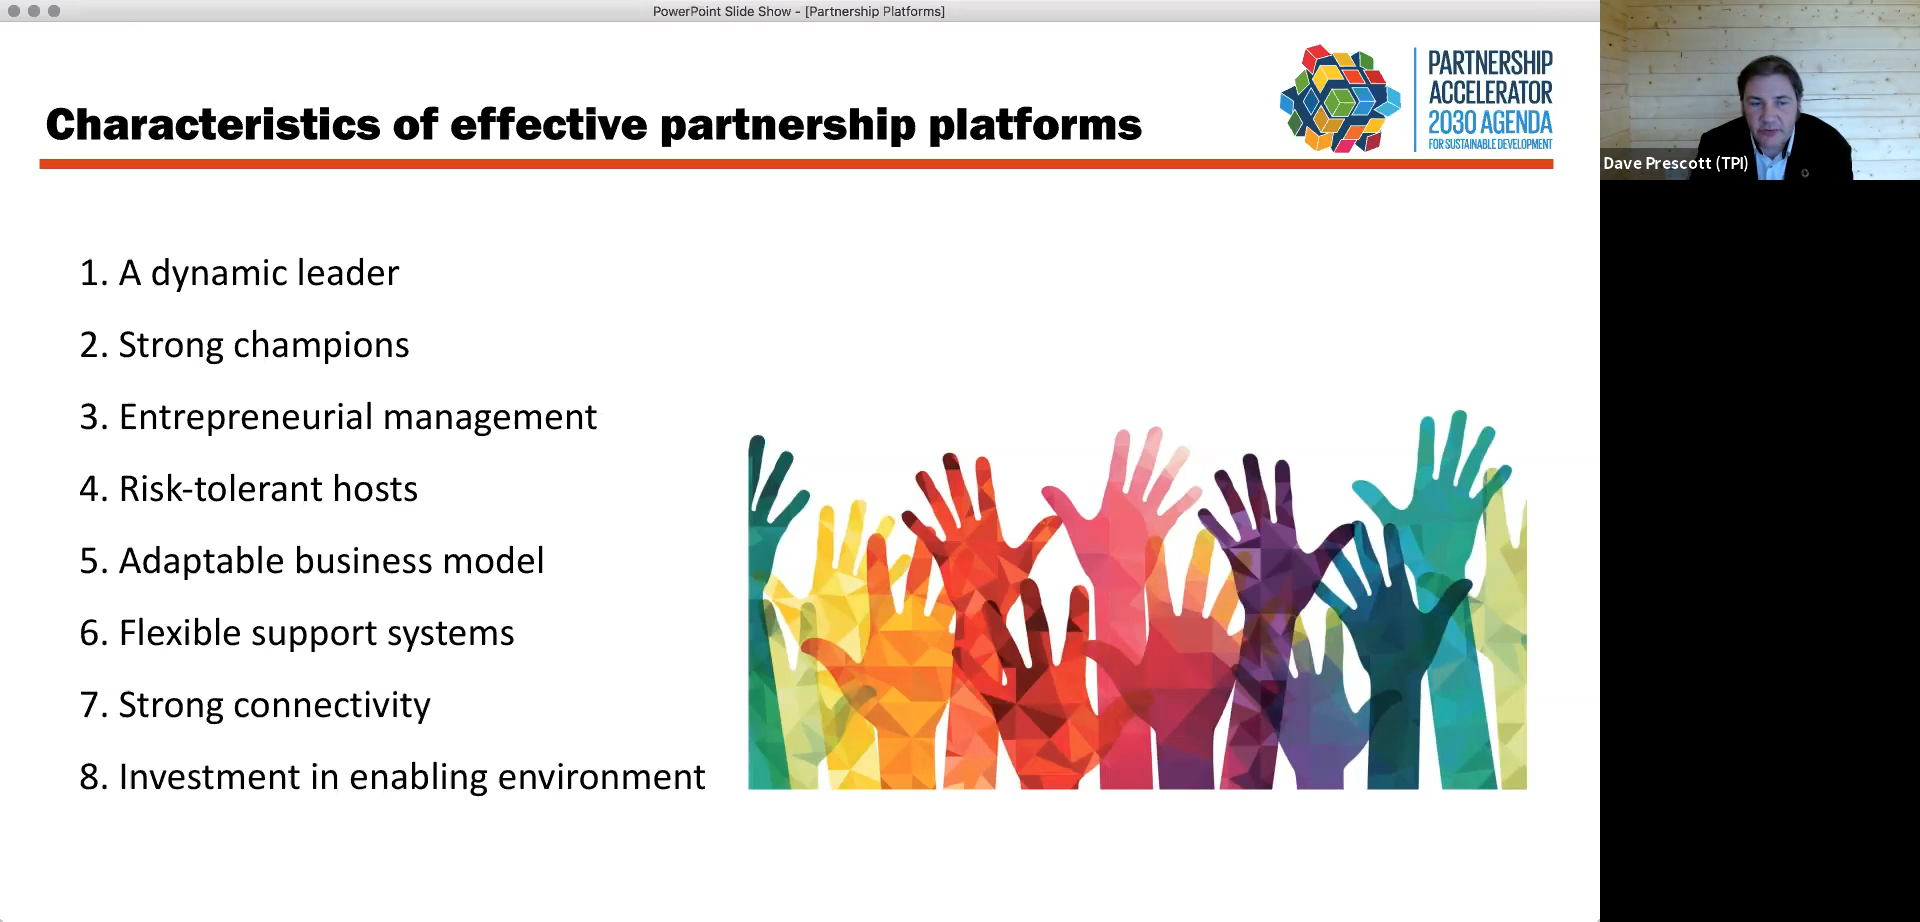 PowerPoint Slide Show - [Partnership Platforms]
Characteristics of effective partnership platforms
PARTNERSHIP
ACCELERATOR
2030 AGENDA
FOR SUSTAINABLE DEVELOPMENT
Dave Prescott (TPI)
1. A dynamic leader
2. Strong champions
3. Entrepreneurial management
4. Risk-tolerant hosts
5. Adaptable business model
6. Flexible support systems
7. Strong connectivity
8. Investment in enabling environment